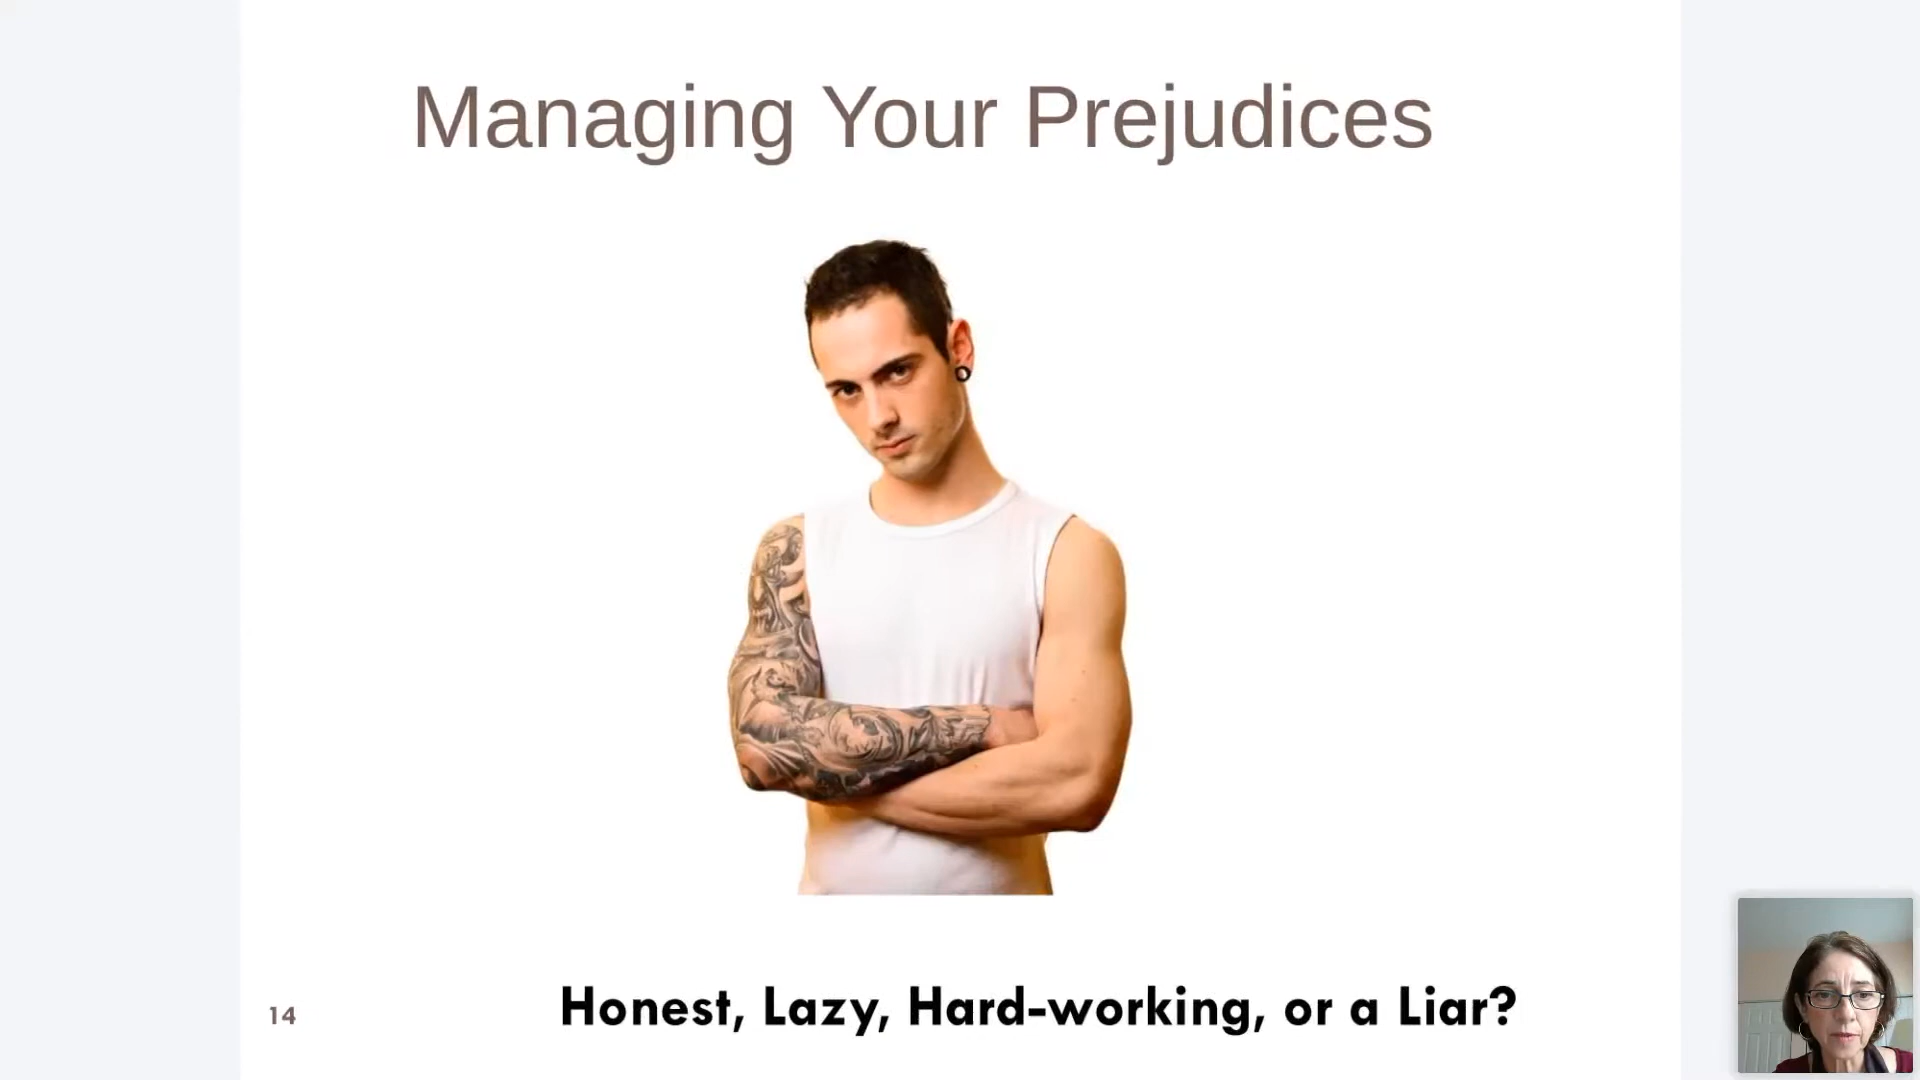 Managing Your Prejudices
14
Honest, Lazy, Hard-working, or a Liar?